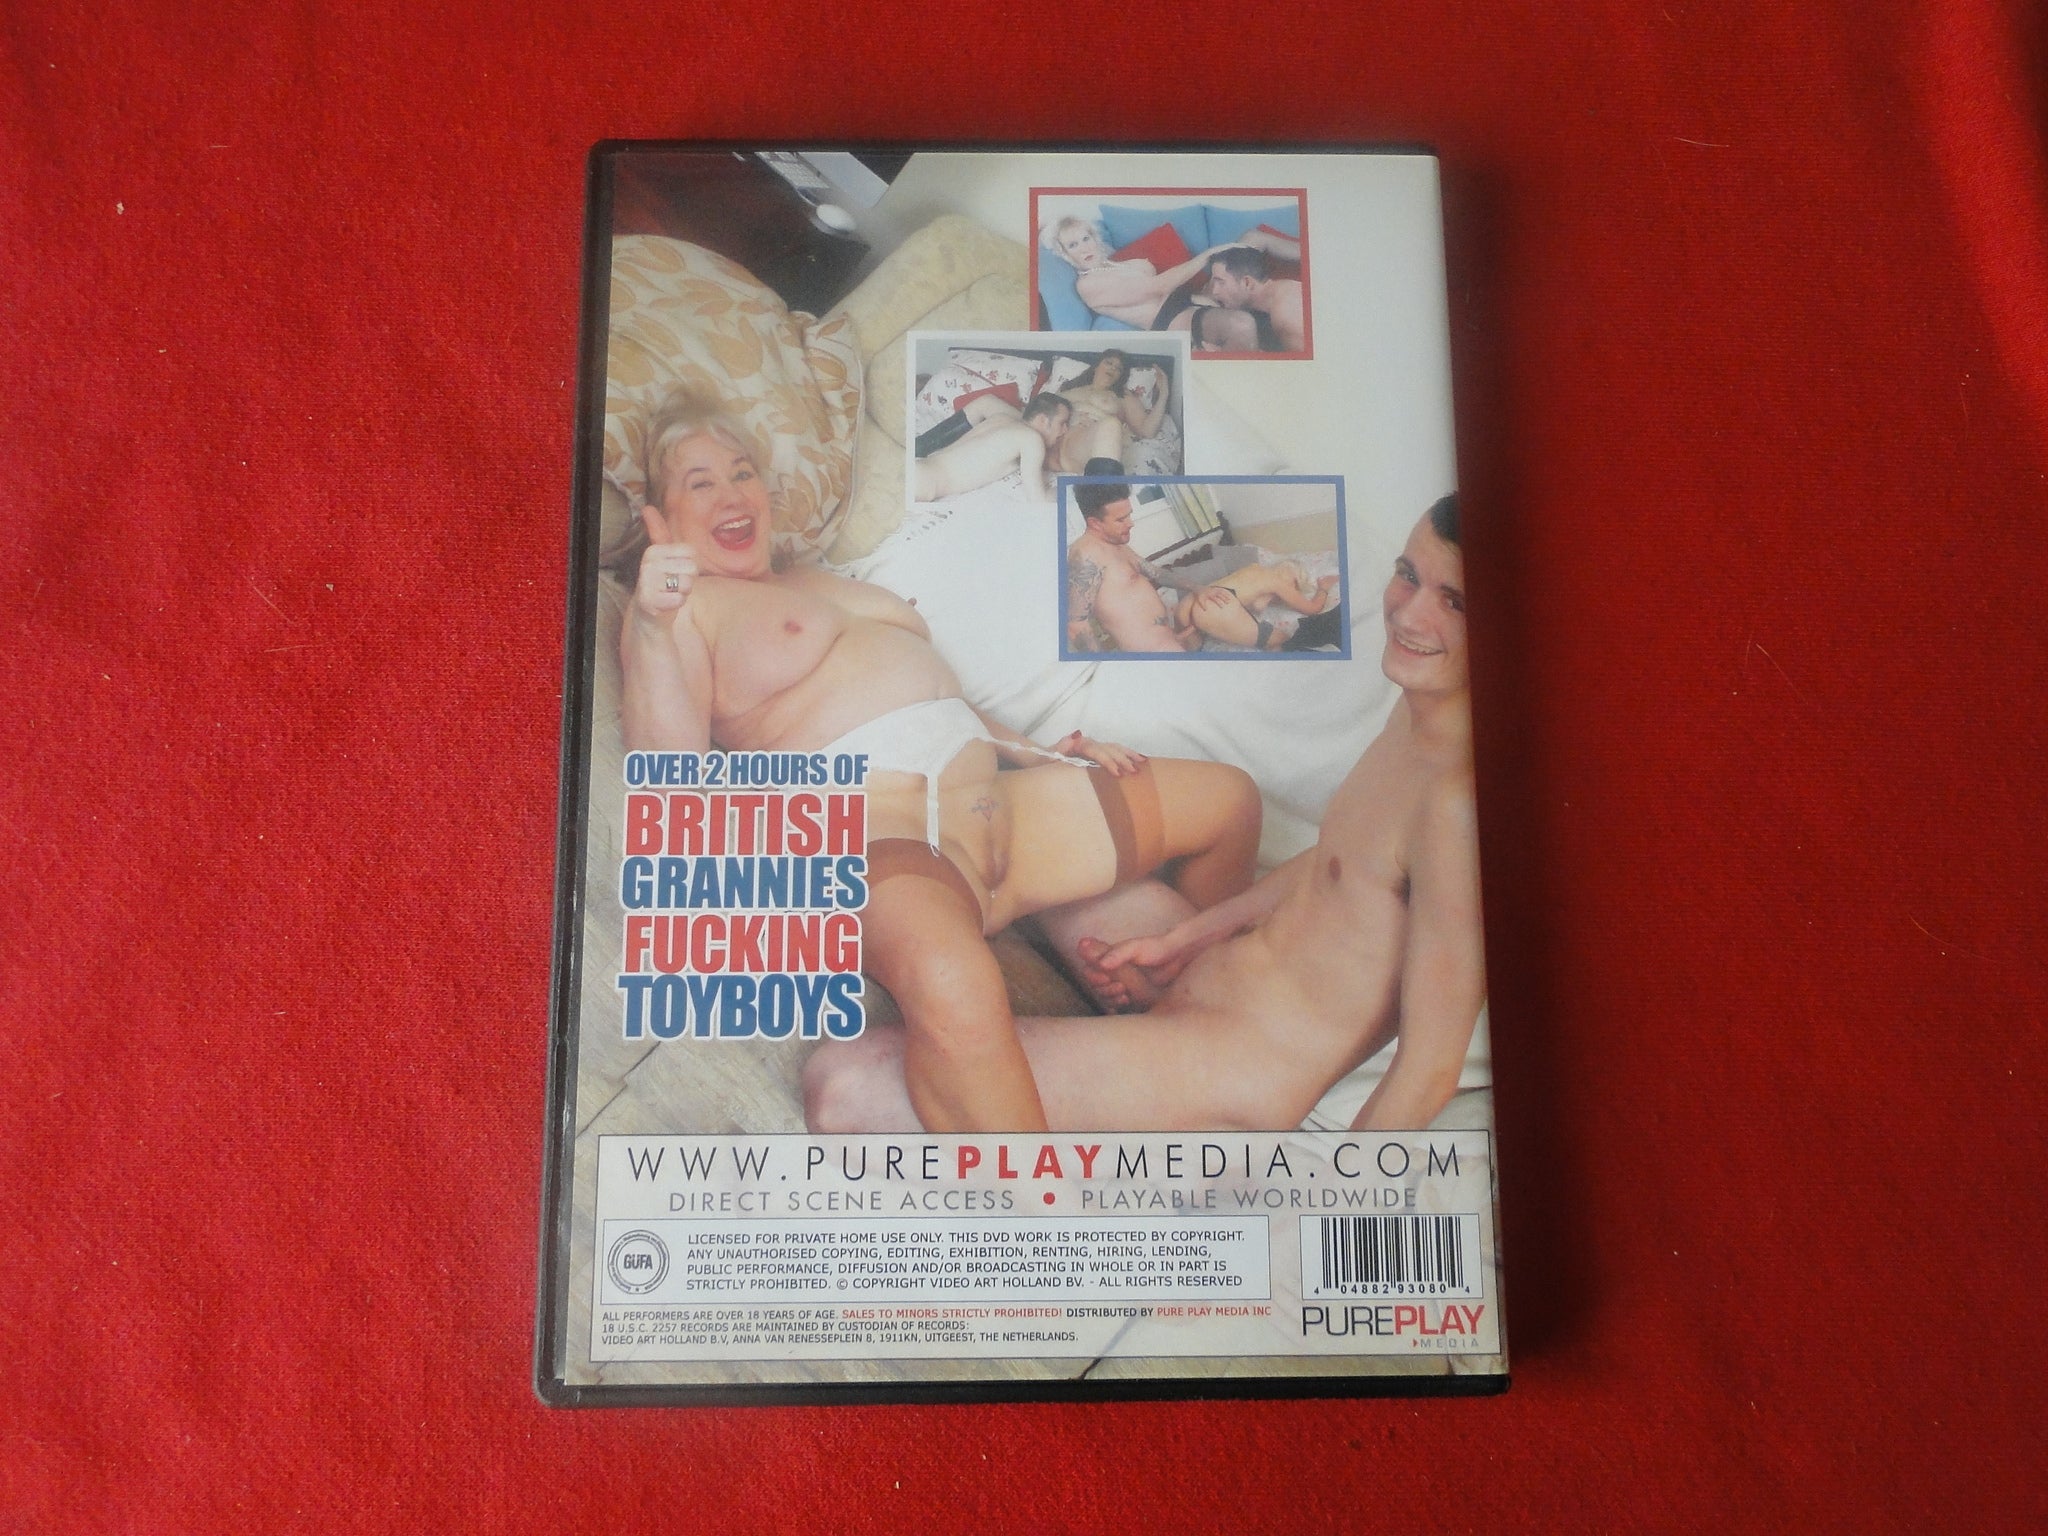 OVER 2 HOURS OF
BRITISH
GRANNIES
FUCKING
TOYBOYS
WWW.PUREPLAYMEDIA.COM
DIRECT SCENE ACCESS • PLAYABLE WORLDWIDE
GÜFA
LICENSED FOR PRIVATE HOME USE ONLY. THIS DVD WORK IS PROTECTED BY COPYRIGHT.
ANY UNAUTHORISED COPYING, EDITING, EXHIBITION, RENTING, HIRING, LENDING,
PUBLIC PERFORMANCE, DIFFUSION AND/OR BROADCASTING IN WHOLE OR IN PART IS
STRICTLY PROHIBITED. © COPYRIGHT VIDEO ART HOLLAND BV. - ALL RIGHTS RESERVED
4 04882 93080 4
ALL PERFORMERS ARE OVER 18 YEARS OF AGE. SALES TO MINORS STRICTLY PROHIBITED! DISTRIBUTED BY PURE PLAY MEDIA INC
18 U.S.C. 2257 RECORDS ARE MAINTAINED BY CUSTODIAN OF RECORDS:
VIDEO ART HOLLAND B.V, ANNA VAN RENESSEPLEIN 8, 1911KN, UITGEEST, THE NETHERLANDS.
PUREPLAY
MEDIA